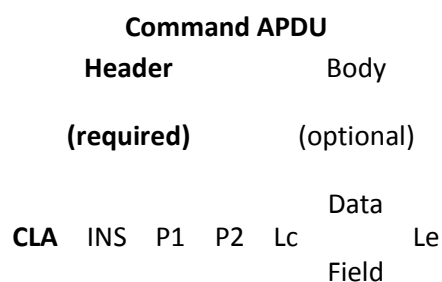 Command APDU
Header Body
(required) (optional)
Data
CLA INS P1 P2 Lc Le
Field